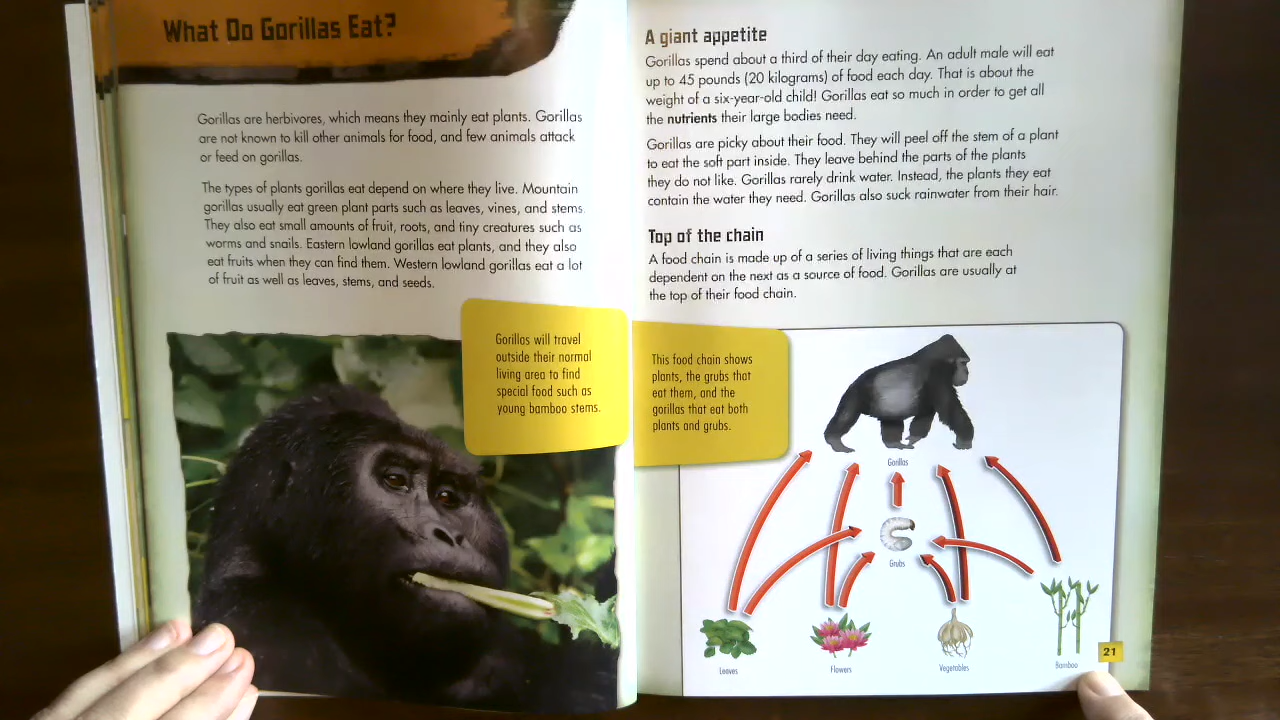 What Do Gorillas Eat?
Gorillas are herbivores, which means they mainly eat plants. Gorillas
are not known to kill other animals for food, and few animals attack
or feed on gorillas.
The types of plants gorillas eat depend on where they live. Mountain
gorillas usually eat green plant parts such as leaves, vines, and stems.
They also eat small amounts of fruit, roots, and tiny creatures such as
worms and snails. Eastern lowland gorillas eat plants, and they also
eat fruits when they can find them. Western lowland gorillas eat a lot
of fruit as well as leaves, stems, and seeds.
Gorillas will travel
outside their normal
living area to find
special food such as
young bamboo stems.
A giant appetite
Gorillas spend about a third of their day eating. An adult male will eat
up to 45 pounds (20 kilograms) of food each day. That is about the
weight of a six-year-old child! Gorillas eat so much in order to get all
the nutrients their large bodies need.
Gorillas are picky about their food. They will peel off the stem of a plant
to eat the soft part inside. They leave behind the parts of the plants
they do not like. Gorillas rarely drink water. Instead, the plants they eat
contain the water they need. Gorillas also suck rainwater from their hair.
Top of the chain
A food chain is made up of a series of living things that are each
dependent on the next as a source of food. Gorillas are usually at
the top of their food chain.
This food chain shows
plants, the grubs that
eat them, and the
gorillas that eat both
plants and grubs.
Gorillas
Grubs
Leaves
Flowers
Vegetables
Bamboo
21